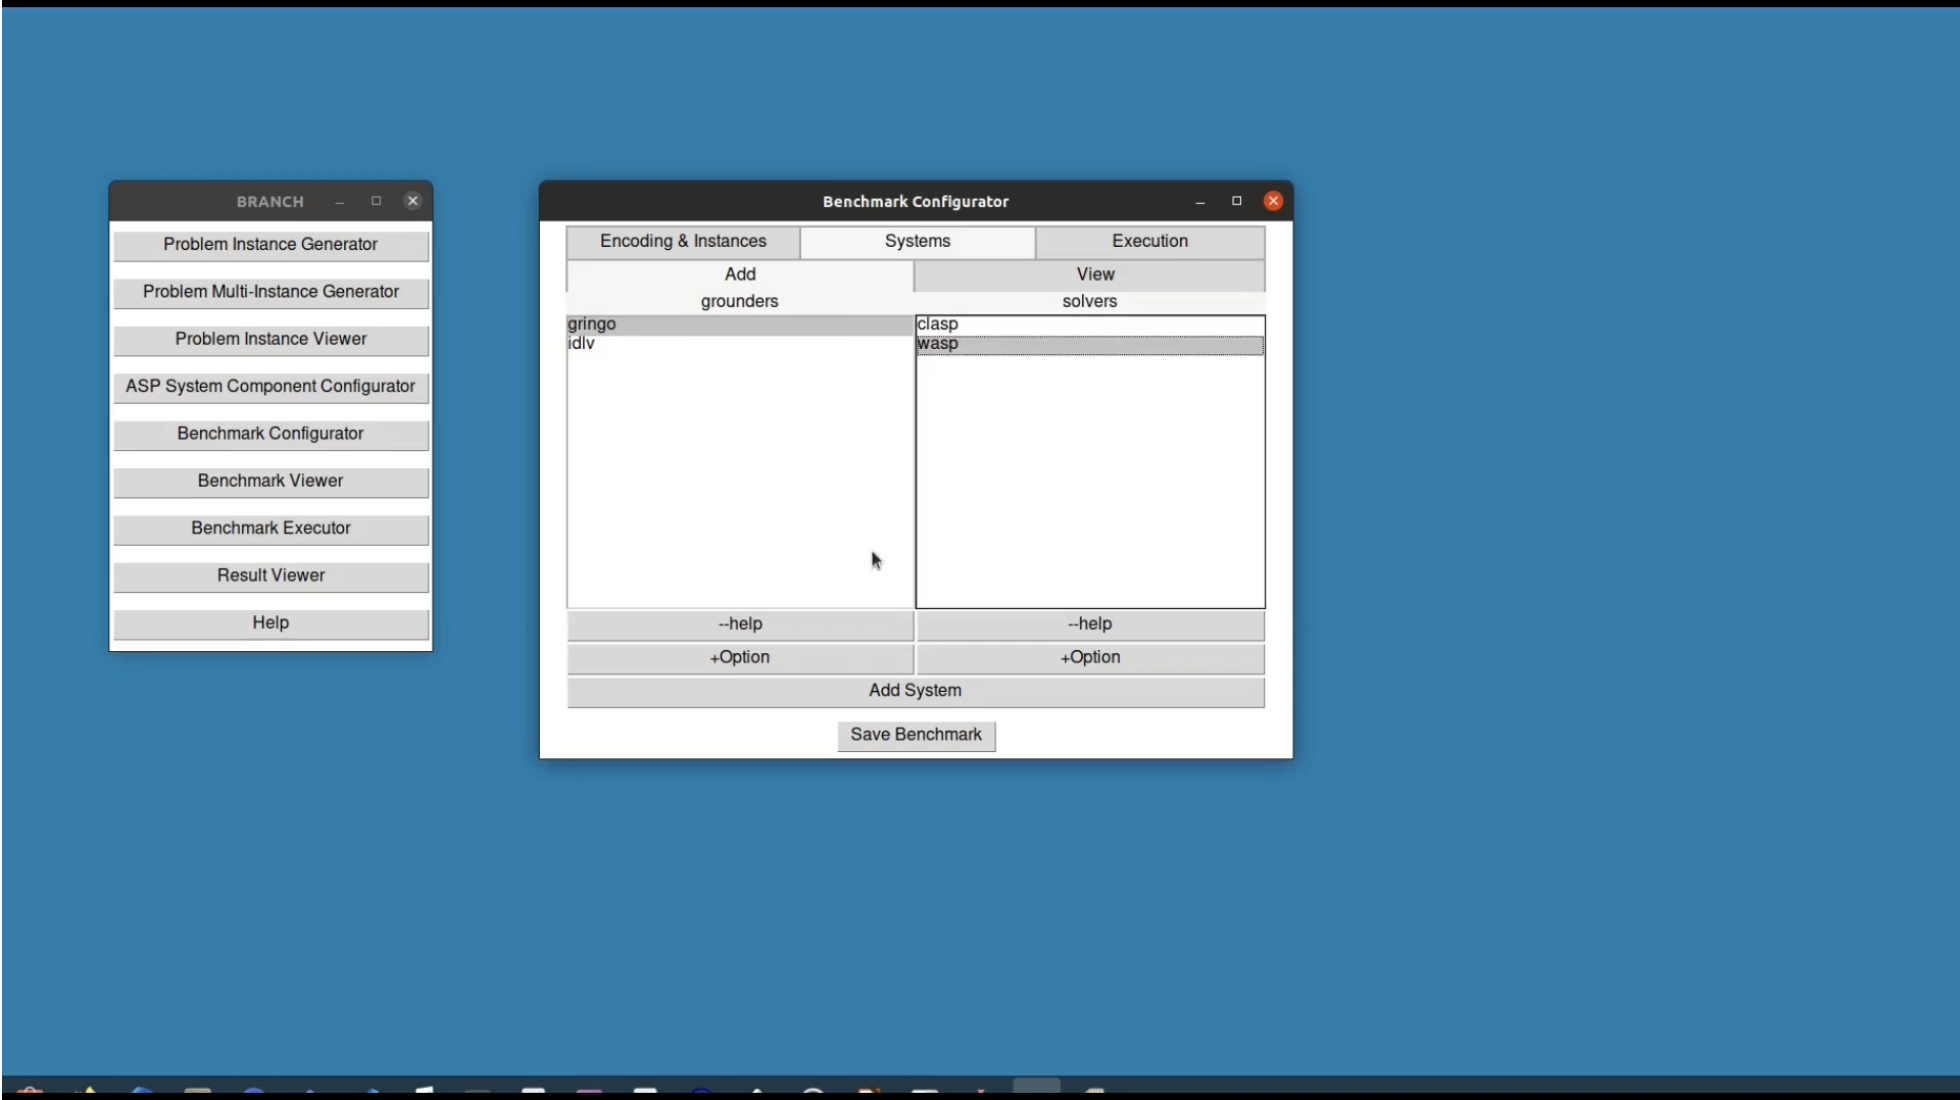 BRANCH
Problem Instance Generator
Problem Multi-Instance Generator
Problem Instance Viewer
ASP System Component Configurator
Benchmark Configurator
Benchmark Viewer
Benchmark Executor
Result Viewer
Help
Benchmark Configurator
Encoding & Instances Systems Execution
Add View
grounders solvers
gringo clasp
idlv wasp
--help --help
+Option +Option
Add System
Save Benchmark